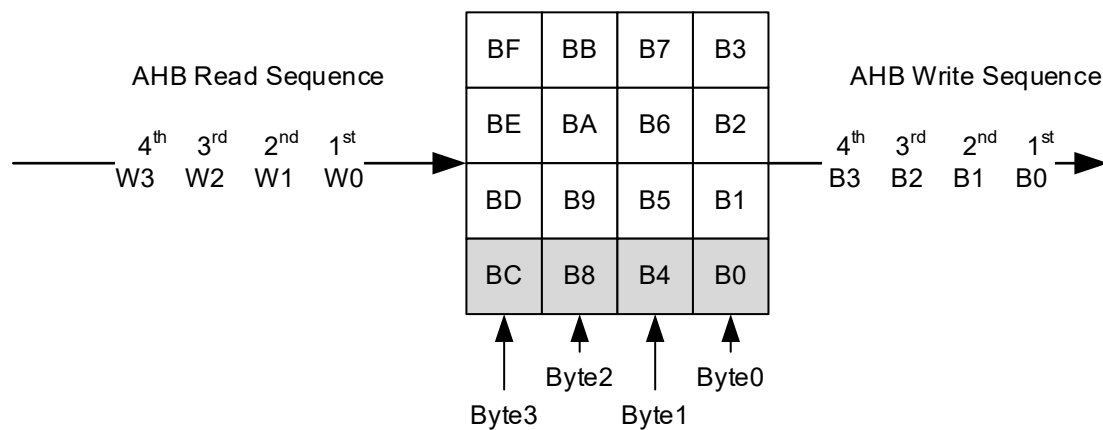 BF BB B7 B3
AHB Read Sequence
AHB Write Sequence
BE BA B6 B2
4th 3rd 2nd 1st
W3 W2 W1 W0
4th 3rd 2nd 1st
B3 B2 B1 B0
BD B9 B5 B1
BC B8 B4 B0
Byte2 Byte0
Byte3 Byte1